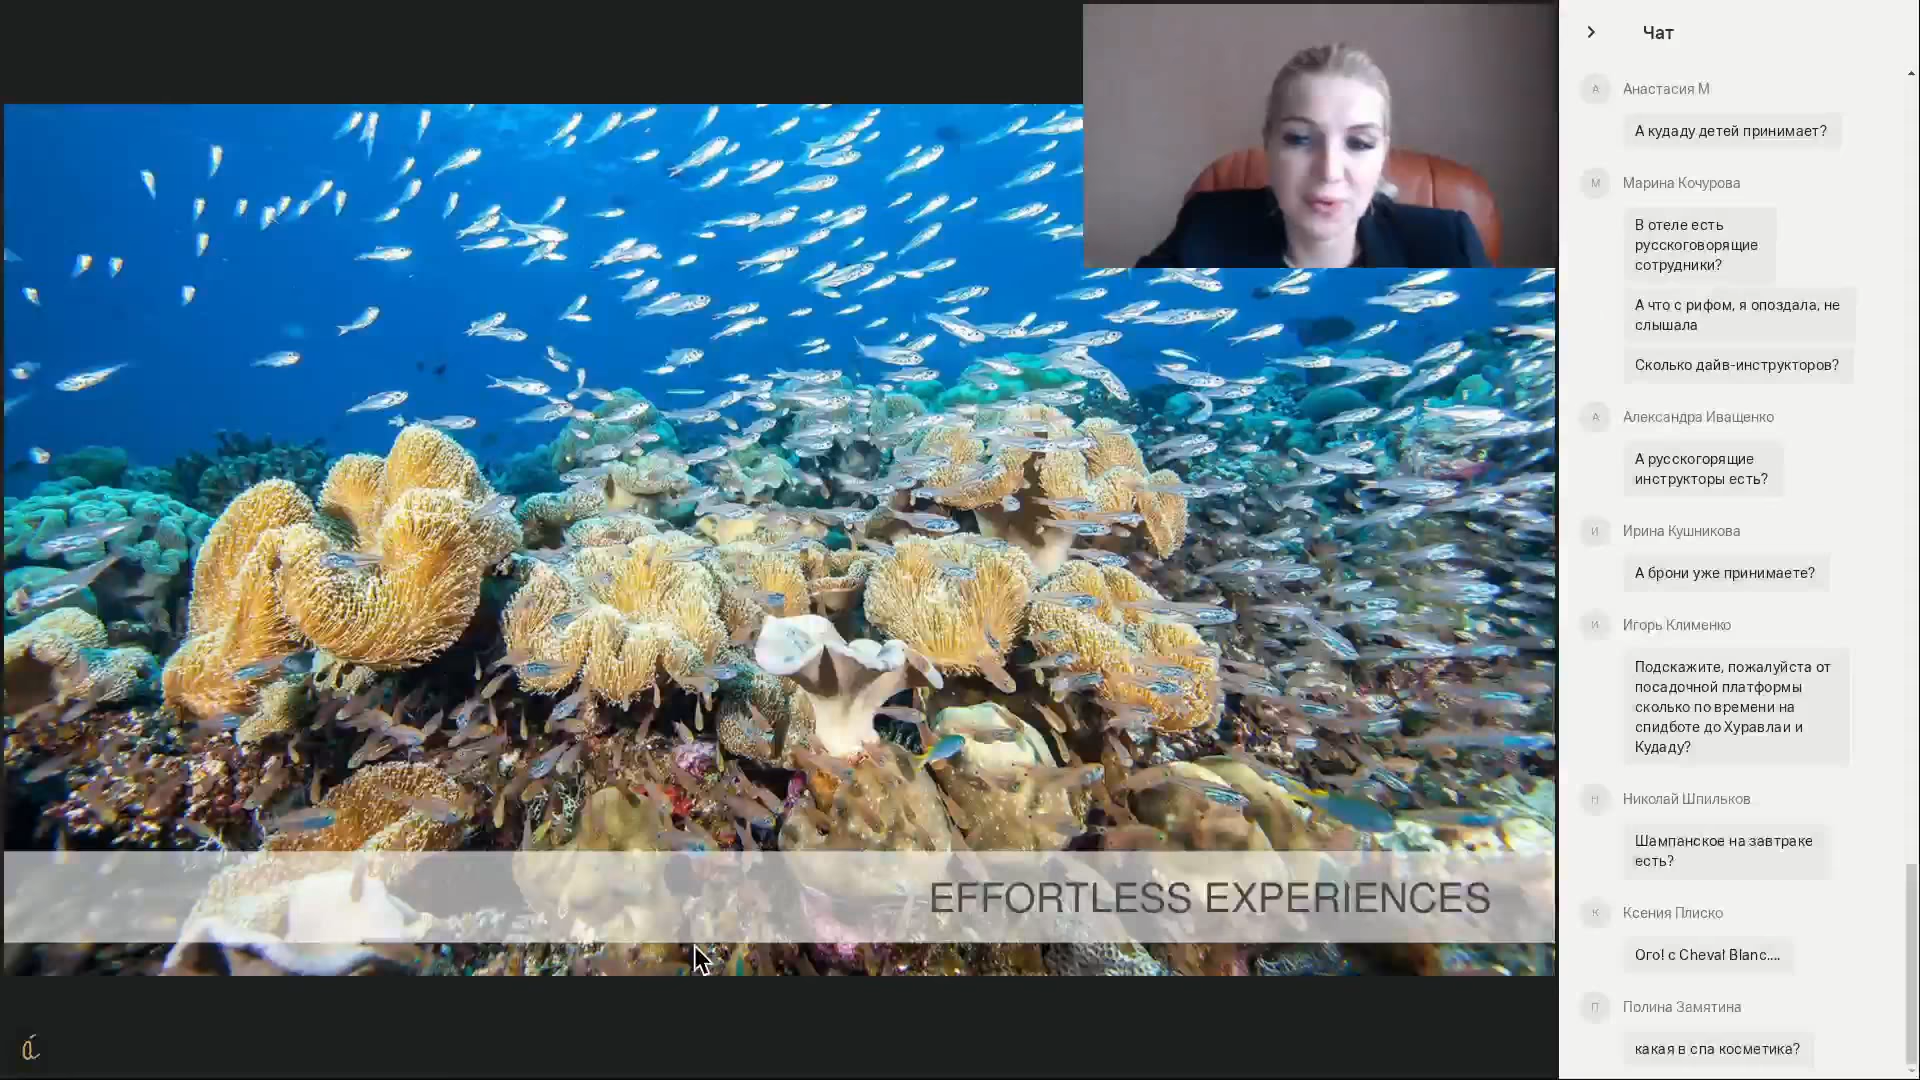 EFFORTLESS EXPERIENCES
á
Чат
А
Анастасия М
А кудаду детей принимает?
М
Марина Кочурова
В отеле есть
русскоговорящие
сотрудники?
А что с рифом, я опоздала, не
слышала
Сколько дайв-инструкторов?
А
Александра Иващенко
А русскогорящие
инструкторы есть?
И
Ирина Кушникова
А брони уже принимаете?
И
Игорь Клименко
Подскажите, пожалуйста от
посадочной платформы
сколько по времени на
спидботе до Хуравлаи и
Кудаду?
Н
Николай Шпильков
Шампанское на завтраке
есть?
К
Ксения Плиско
Ого! с Cheval Blanc....
П
Полина Замятина
какая в спа косметика?